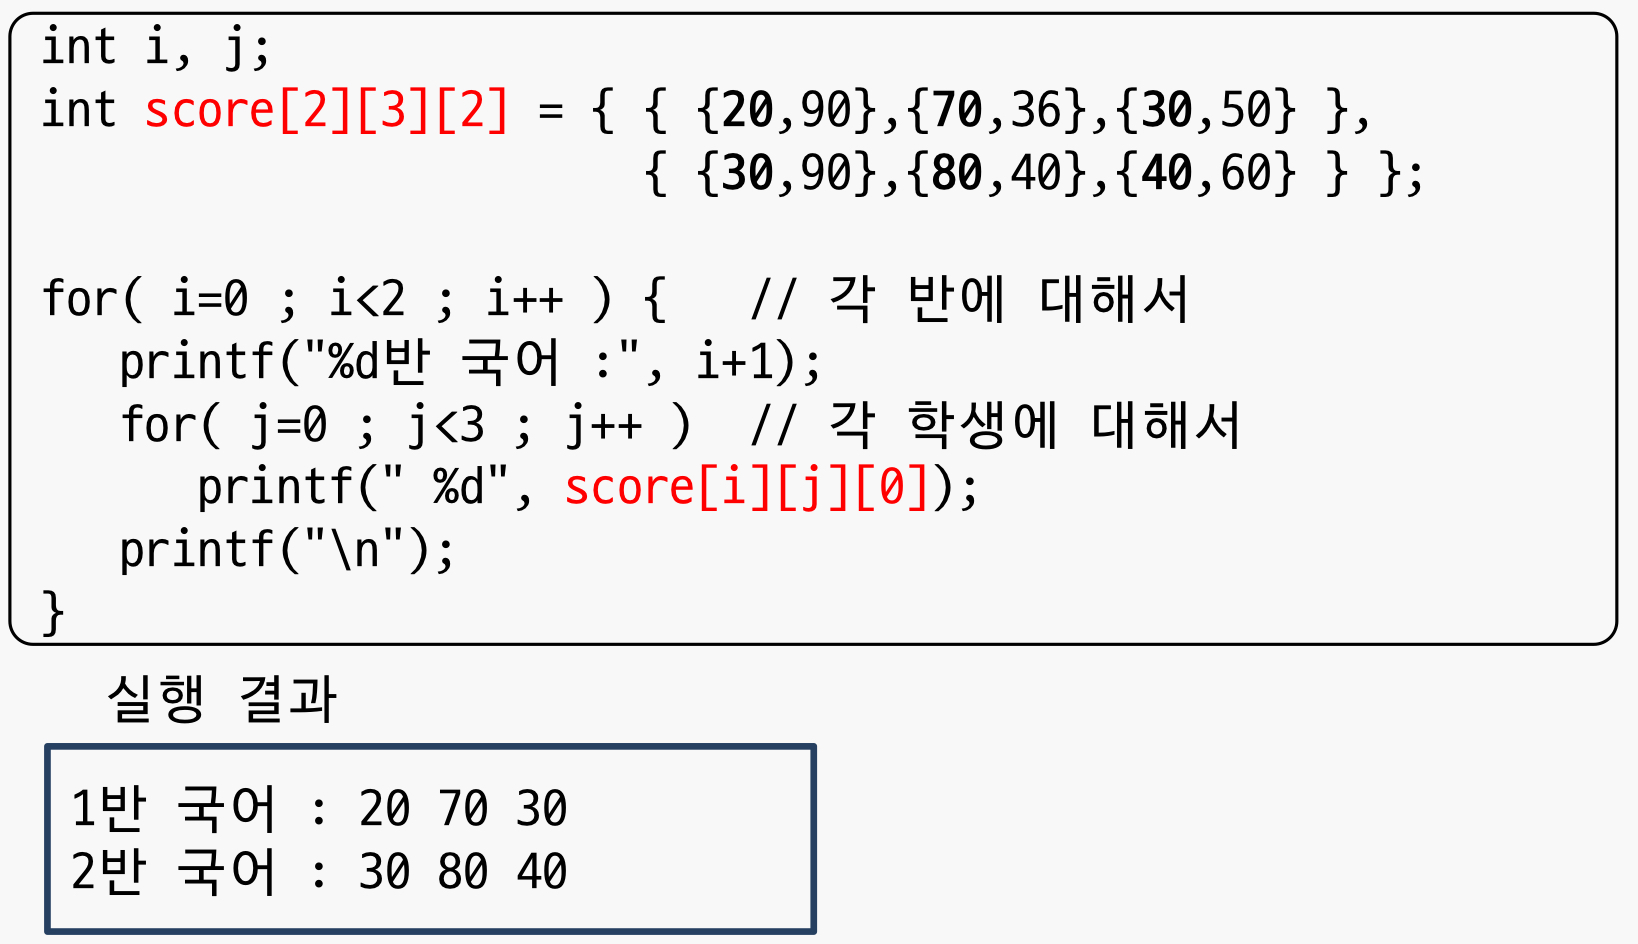 int i, j;
int score[2][3][2] = { { {20,90},{70,36},{30,50} },
{ {30,90},{80,40},{40,60} } };
for( i=0 ; i<2 ; i++ ) { // 각 반에 대해서
printf("%d반 국어 :", i+1);
for( j=0 ; j<3 ; j++ ) // 각 학생에 대해서
printf(" %d", score[i][j][0]);
printf("\n");
}
실행 결과
1반 국어 : 20 70 30
2반 국어 : 30 80 40